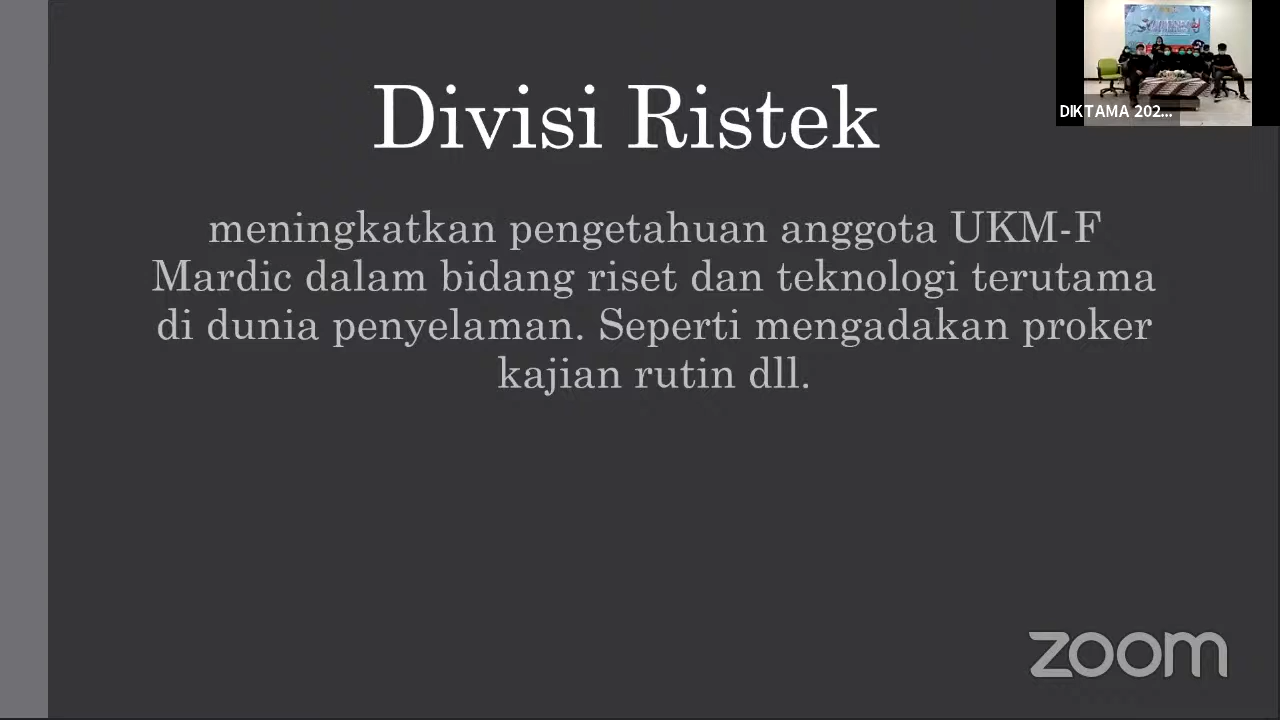 Divisi Ristek
meningkatkan pengetahuan anggota UKM-F
Mardic dalam bidang riset dan teknologi terutama
di dunia penyelaman. Seperti mengadakan proker
kajian rutin dll.
DIKTAMA 202...
zoom